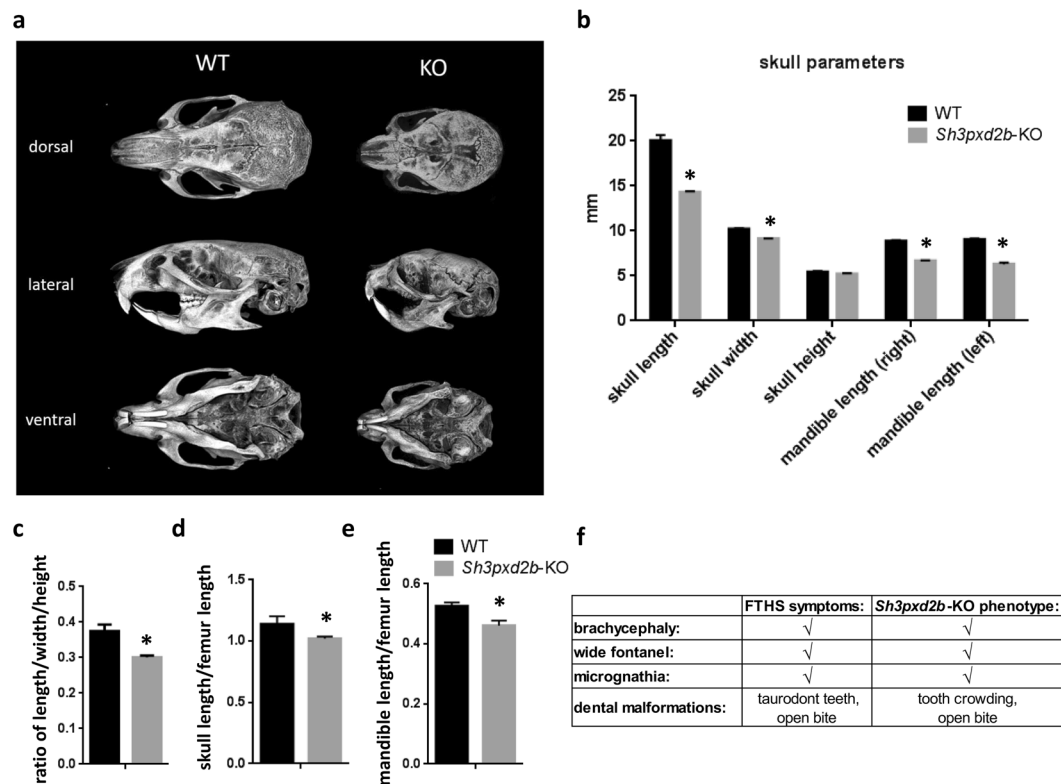 a
WT
KO
dorsal
lateral
ventral
b
skull parameters
WT
Sh3pxd2b-KO
25
20
15
10
5
0
mm
*
*
*
*
skull length
skull width
skull height
mandible length (right)
mandible length (left)
c
0.5
0.4
0.3
0.2
0.1
0.0
ratio of length/width/height
*
d
1.5
1.0
0.5
0.0
skull length/femur length
*
e
WT
Sh3pxd2b-KO
0.6
0.4
0.2
0.0
mandible/femur length
*
f
FTHS symptoms: Sh3pxd2b-KO phenotype:
brachycephaly: √ √
wide fontanel: √ √
micrognathia: √ √
dental malformations: taurodont teeth, open bite tooth crowding, open bite